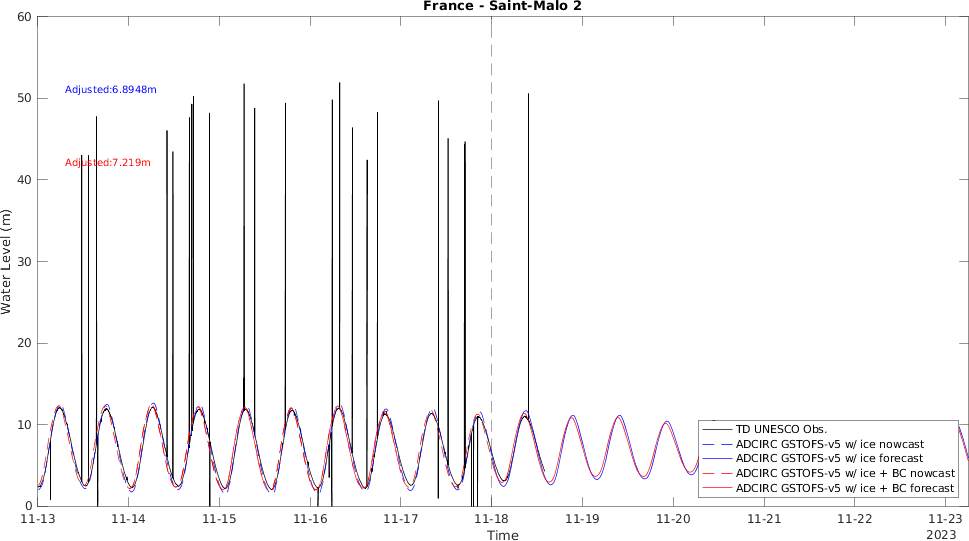 France - Saint-Malo 2
60
50
40
30
20
10
0
Water Level (m)
Adjusted:6.8948m
Adjusted:7.219m
TD UNESCO Obs.
ADCIRC GSTOFS-v5 w/ ice nowcast
ADCIRC GSTOFS-v5 w/ ice forecast
ADCIRC GSTOFS-v5 w/ ice + BC nowcast
ADCIRC GSTOFS-v5 w/ ice + BC forecast
11-13 11-14 11-15 11-16 11-17 11-18 11-19 11-20 11-21 11-22 11-23
Time
2023